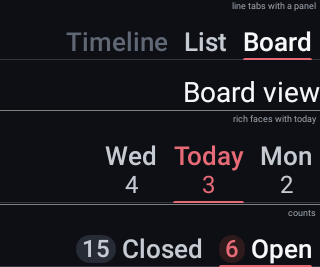 line tabs with a panel
Timeline List Board
Board view
rich faces with today
Wed Today Mon
4 3 2
counts
15 Closed 6 Open